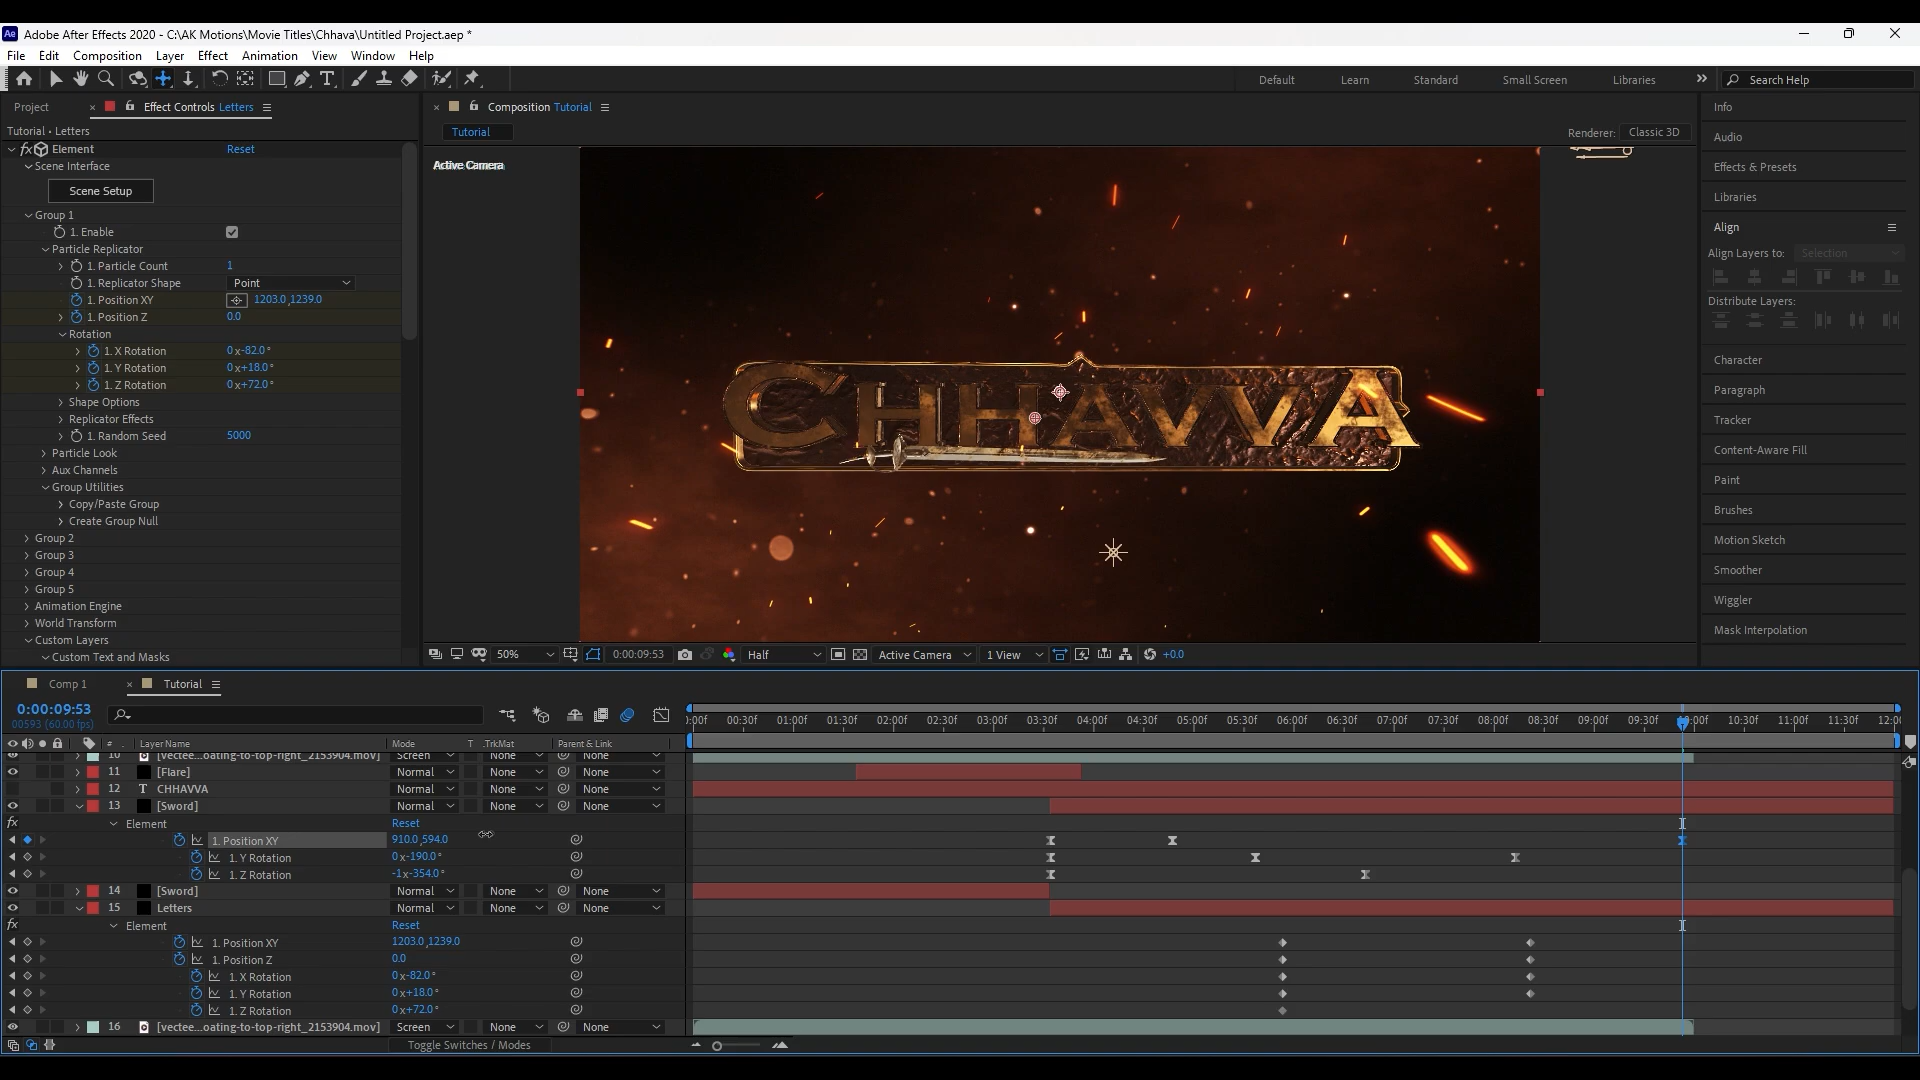 Adobe After Effects 2020 - C:\AK Motions\Movie Titles\Chhava\Untitled Project.aep *
File Edit Composition Layer Effect Animation View Window Help
Default Learn Standard Small Screen Libraries Search Help
Project Effect Controls Letters
Composition Tutorial
Tutorial
Renderer: Classic 3D
Tutorial • Letters
Element Reset
Scene Interface
Scene Setup
Group 1
1. Enable
Particle Replicator
1. Particle Count 1
1. Replicator Shape Point
1. Position XY 1203.0,1239.0
1. Position Z 0.0
Rotation
1. X Rotation 0x-82.0°
1. Y Rotation 0x+18.0°
1. Z Rotation 0x+72.0°
Shape Options
Replicator Effects
1. Random Seed 5000
Particle Look
Aux Channels
Group Utilities
Copy/Paste Group
Create Group Null
Group 2
Group 3
Group 4
Group 5
Animation Engine
World Transform
Custom Layers
Custom Text and Masks
Active Camera
CHHAVVA
50% 0:00:09:53 Half Active Camera 1 View +0.0
Info
Audio
Effects & Presets
Libraries
Align
Align Layers to: Selection
Distribute Layers:
Character
Paragraph
Tracker
Content-Aware Fill
Paint
Brushes
Motion Sketch
Smoother
Wiggler
Mask Interpolation
Comp 1 Tutorial
0:00:09:53
00593 (60.00 fps)
:00f 00:30f 01:00f 01:30f 02:00f 02:30f 03:00f 03:30f 04:00f 04:30f 05:00f 05:30f 06:00f 06:30f 07:00f 07:30f 08:00f 08:30f 09:00f 09:30f 10:30f 11:00f 11:30f 12:0
# Layer Name Mode T .TrkMat Parent & Link
10 [vectee...oating-to-top-right_2153904.mov] Screen None None
11 [Flare] Normal None None
12 T CHHAVVA Normal None None
13 [Sword] Normal None None
fx Element Reset
1. Position XY 910.0,594.0
1. Y Rotation 0x-190.0°
1. Z Rotation -1x-354.0°
14 [Sword] Normal None None
15 Letters Normal None None
fx Element Reset
1. Position XY 1203.0,1239.0
1. Position Z 0.0
1. X Rotation 0x-82.0°
1. Y Rotation 0x+18.0°
1. Z Rotation 0x+72.0°
16 [vectee...oating-to-top-right_2153904.mov] Screen None None
Toggle Switches / Modes